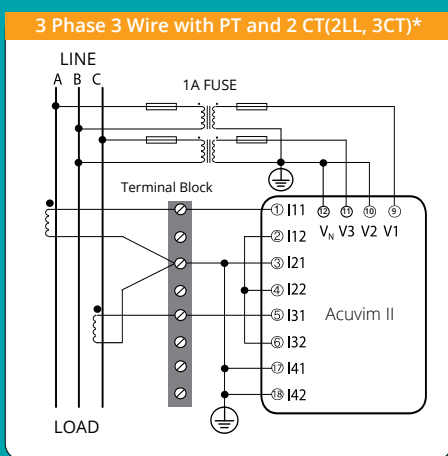 3 Phase 3 Wire with PT and 2 CT(2LL, 3CT)*
LINE
A B C
1A FUSE
Terminal Block
12 11 10 9
VN V3 V2 V1
1 I11
2 I12
3 I21
4 I22
5 I31
6 I32
17 I41
18 I42
Acuvim II
LOAD